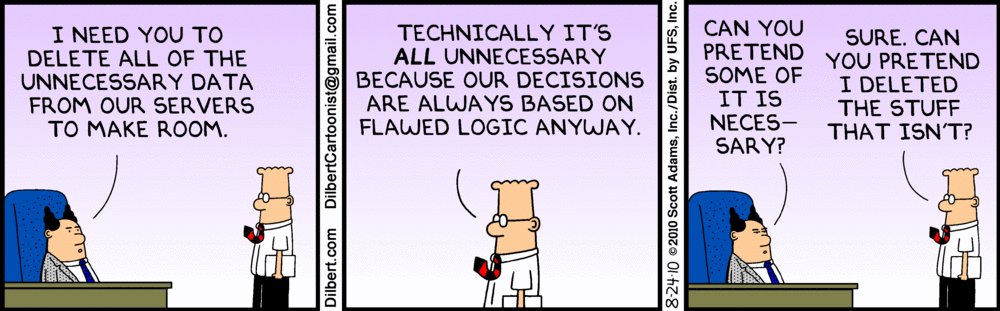 I NEED YOU TO
DELETE ALL OF THE
UNNECESSARY DATA
FROM OUR SERVERS
TO MAKE ROOM.
Dilbert.com DilbertCartoonist@gmail.com
TECHNICALLY IT'S
ALL UNNECESSARY
BECAUSE OUR DECISIONS
ARE ALWAYS BASED ON
FLAWED LOGIC ANYWAY.
8-24-10 © 2010 Scott Adams, Inc./Dist. by UFS, Inc.
CAN YOU
PRETEND
SOME OF
IT IS
NECES-
SARY?
SURE. CAN
YOU PRETEND
I DELETED
THE STUFF
THAT ISN'T?